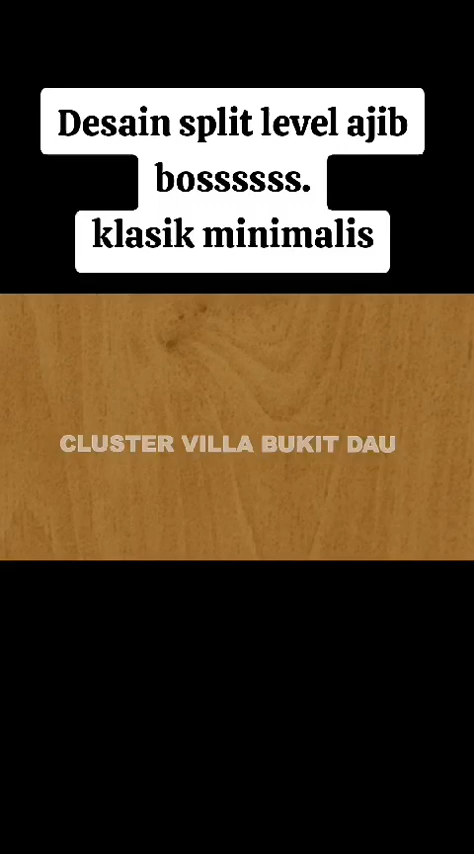 Desain split level ajib
bossssss.
klasik minimalis
CLUSTER VILLA BUKIT DAU